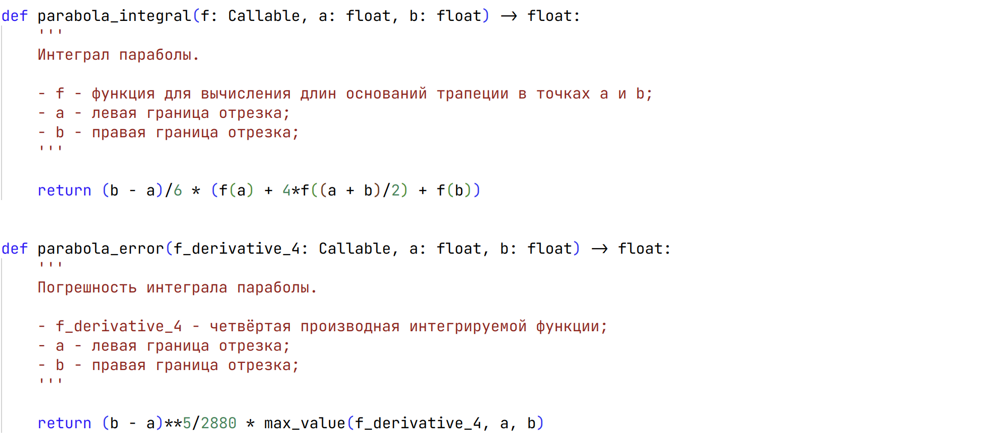 def parabola_integral(f: Callable, a: float, b: float) → float:
'''
Интеграл параболы.
- f - функция для вычисления длин оснований трапеции в точках a и b;
- a - левая граница отрезка;
- b - правая граница отрезка;
'''
return (b - a)/6 * (f(a) + 4*f((a + b)/2) + f(b))
def parabola_error(f_derivative_4: Callable, a: float, b: float) → float:
'''
Погрешность интеграла параболы.
- f_derivative_4 - четвёртая производная интегрируемой функции;
- a - левая граница отрезка;
- b - правая граница отрезка;
'''
return (b - a)**5/2880 * max_value(f_derivative_4, a, b)